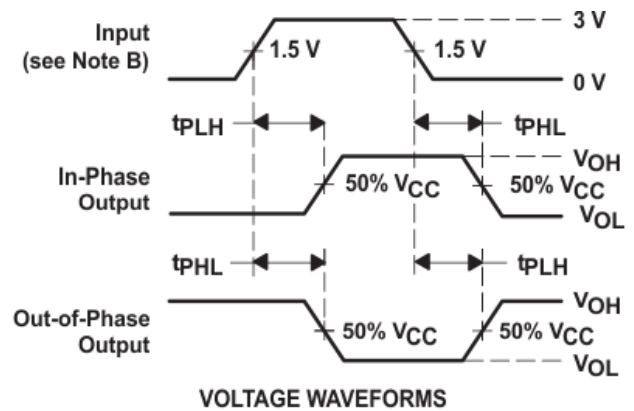 Input
(see Note B)
1.5 V
1.5 V
3 V
0 V
tPLH
tPHL
In-Phase
Output
50% VCC
VOH
50% VCC
VOL
tPHL
tPLH
Out-of-Phase
Output
50% VCC
VOH
50% VCC
VOL
VOLTAGE WAVEFORMS